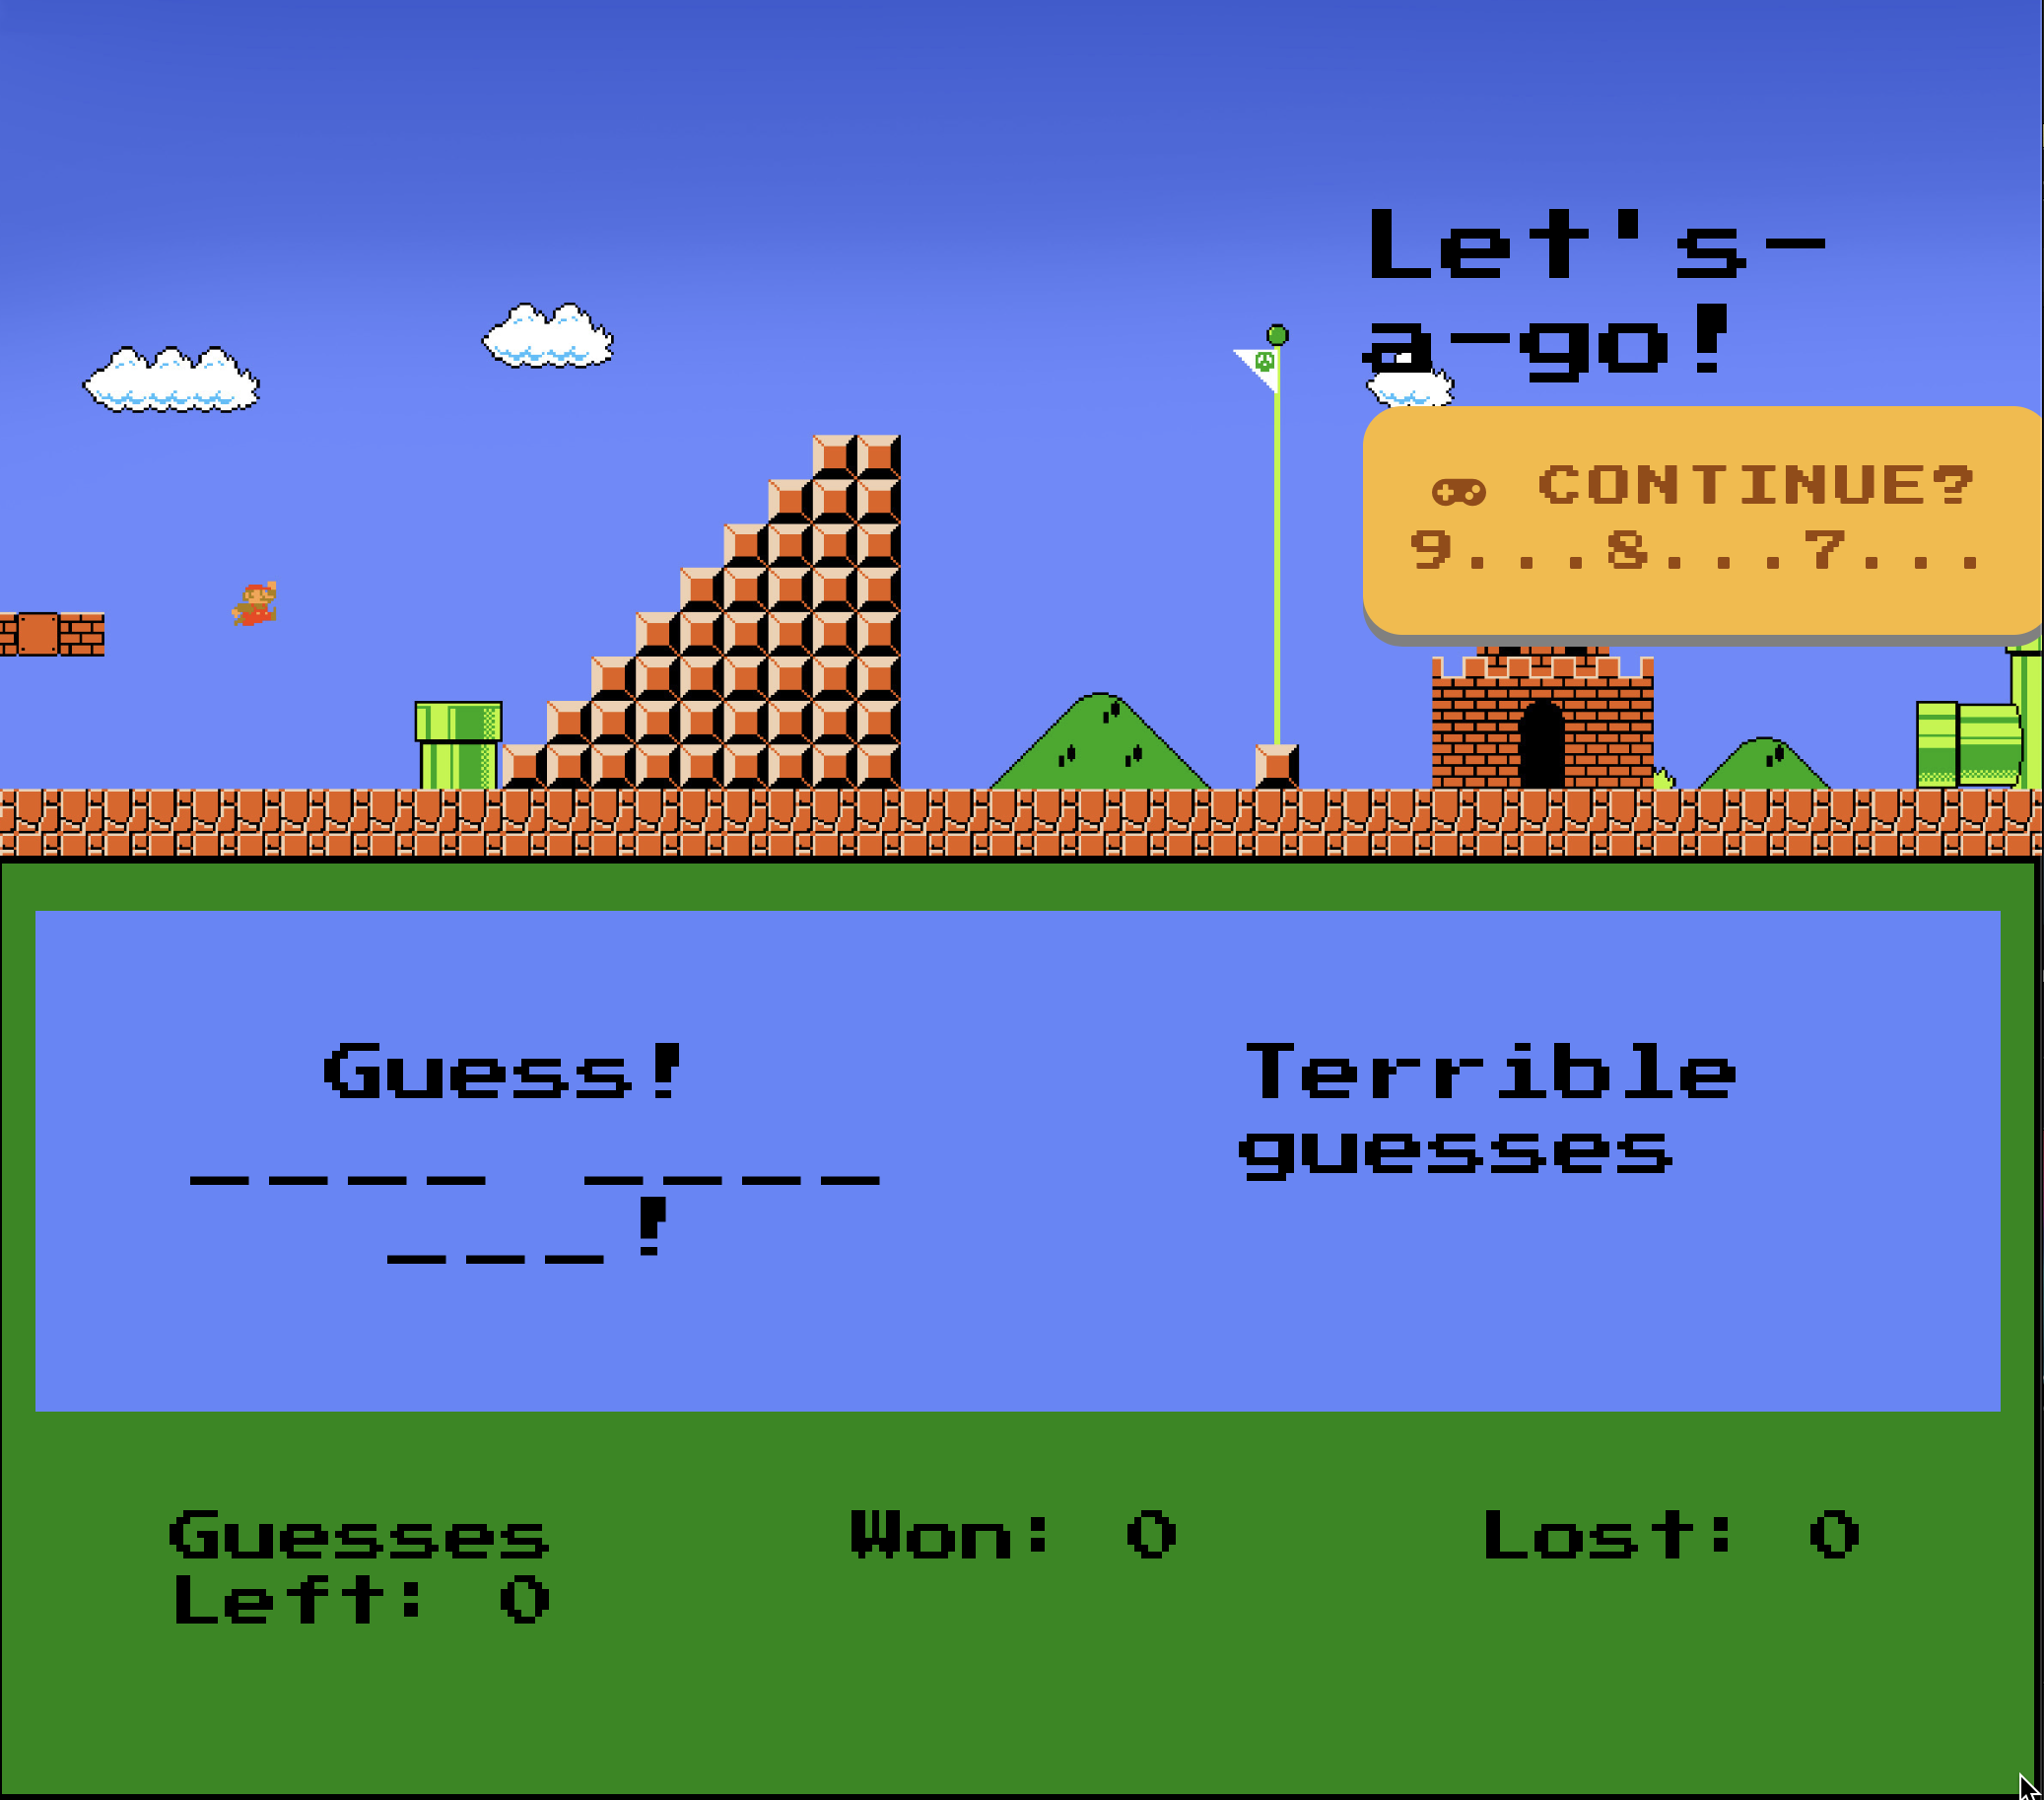 Let's-
a-go!
CONTINUE?
9...8...7...
Guess!
Terrible
guesses
_ _ _ _  _ _ _ _
_ _ _!
Guesses
Left: 0
Won: 0
Lost: 0